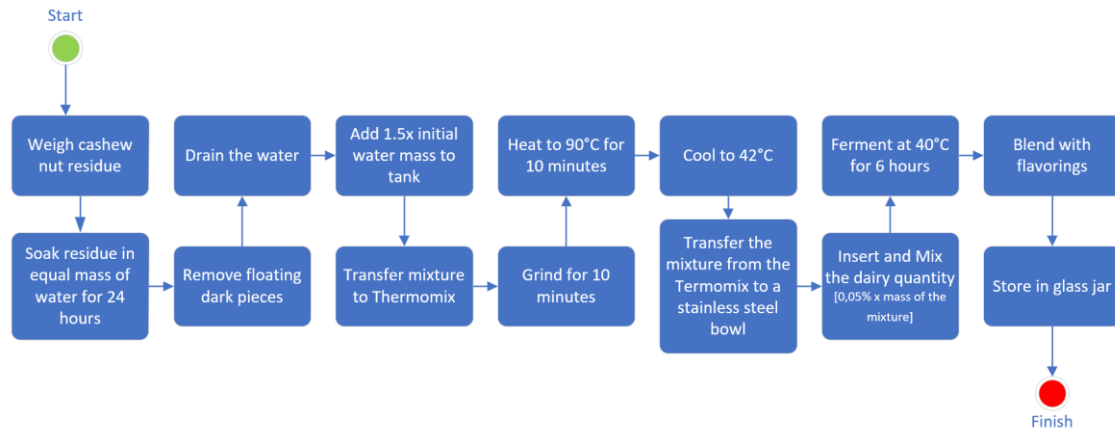 Start
Weigh cashew
nut residue
Soak residue in
equal mass of
water for 24
hours
Remove floating
dark pieces
Drain the water
Add 1.5x initial
water mass to
tank
Transfer mixture
to Thermomix
Grind for 10
minutes
Heat to 90°C for
10 minutes
Cool to 42°C
Transfer the
mixture from the
Termomix to a
stainless steel
bowl
Insert and Mix
the dairy quantity
[0,05% x mass of the
mixture]
Ferment at 40°C
for 6 hours
Blend with
flavorings
Store in glass jar
Finish